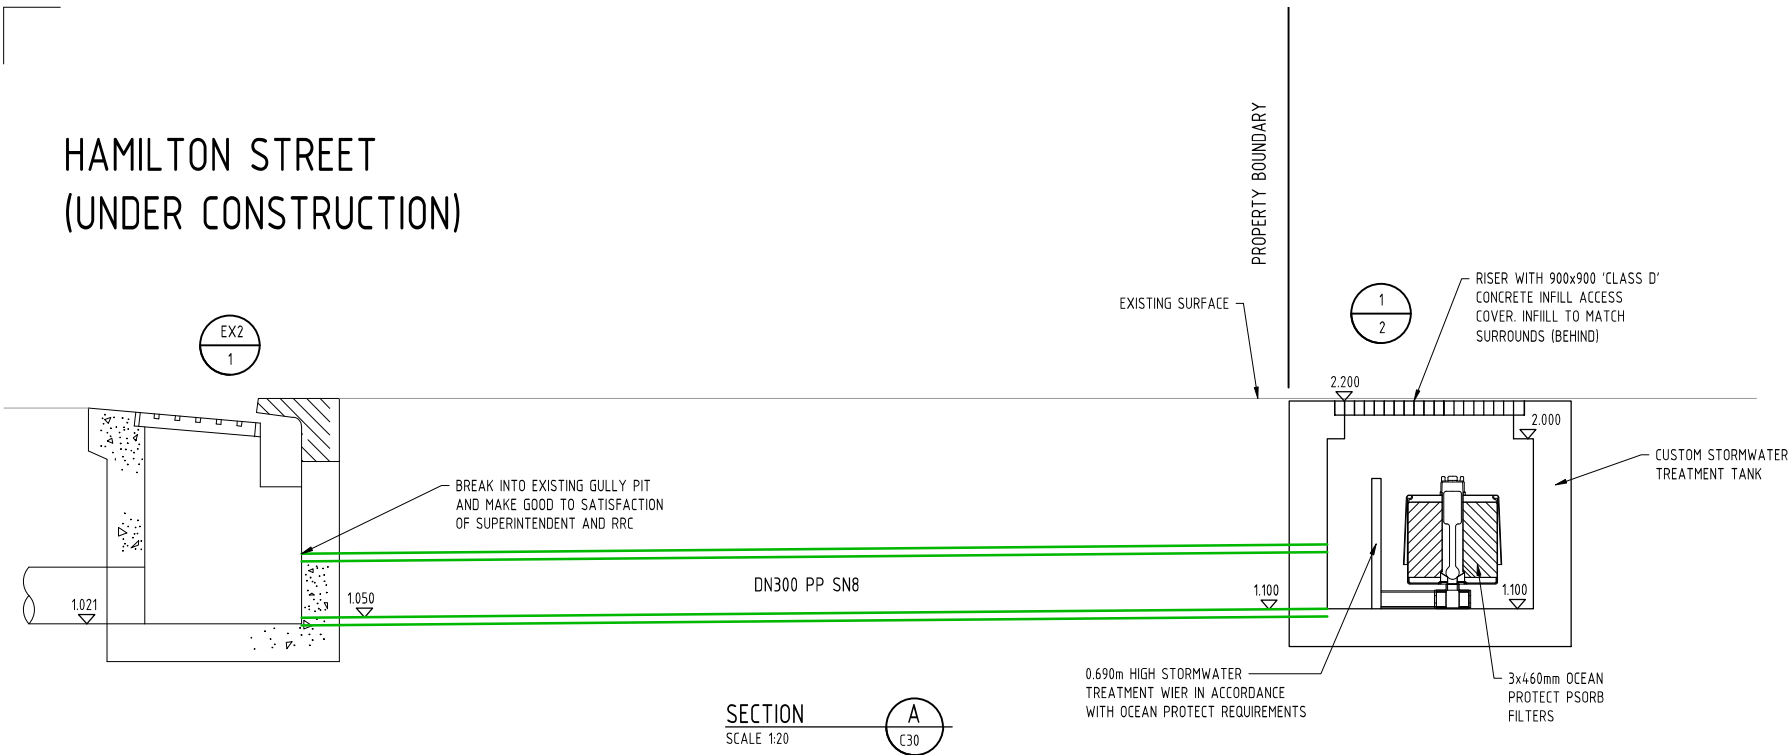 HAMILTON STREET
(UNDER CONSTRUCTION)
PROPERTY BOUNDARY
EXISTING SURFACE
EX2
1
1
2
RISER WITH 900x900 'CLASS D'
CONCRETE INFILL ACCESS
COVER. INFILL TO MATCH
SURROUNDS (BEHIND)
2.200
2.000
CUSTOM STORMWATER
TREATMENT TANK
BREAK INTO EXISTING GULLY PIT
AND MAKE GOOD TO SATISFACTION
OF SUPERINTENDENT AND RRC
DN300 PP SN8
1.021
1.050
1.100
1.100
0.690m HIGH STORMWATER
TREATMENT WIER IN ACCORDANCE
WITH OCEAN PROTECT REQUIREMENTS
3x460mm OCEAN
PROTECT PSORB
FILTERS
SECTION
SCALE 1:20
A
C30